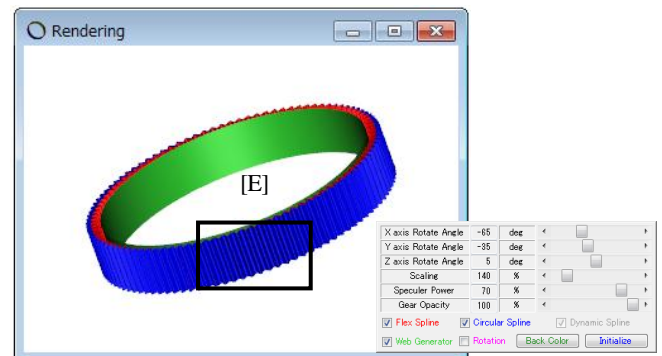 Rendering
[E]
X axis Rotate Angle -65 deg
Y axis Rotate Angle -35 deg
Z axis Rotate Angle 5 deg
Scaling 140 %
Speculer Power 70 %
Gear Opacity 100 %
Flex Spline Circular Spline Dynamic Spline
Web Generator Rotation Back Color Initialize